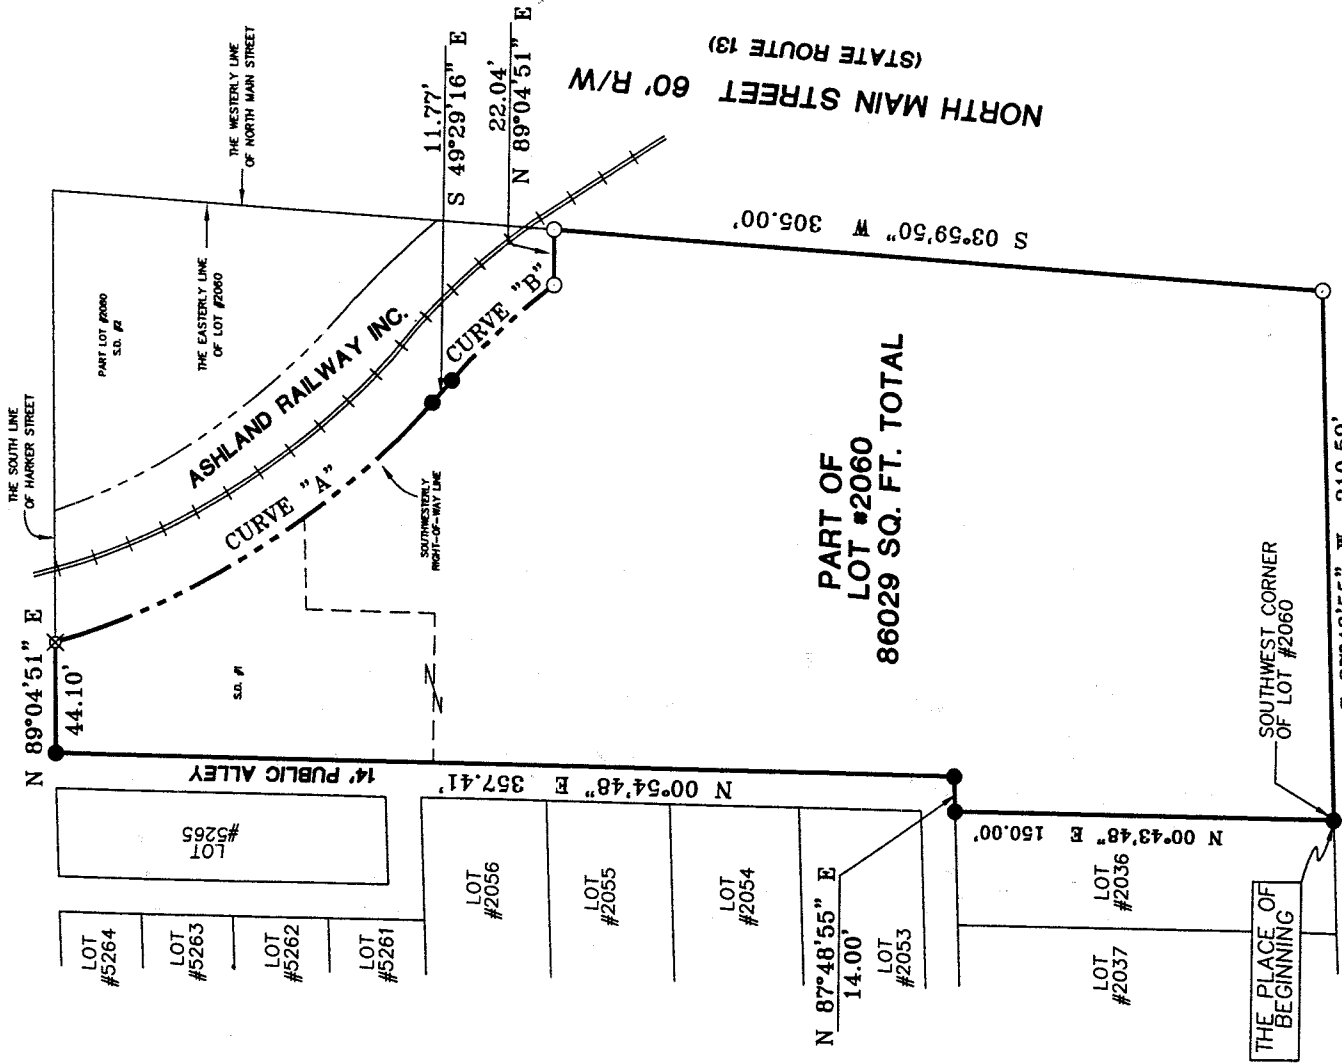 THE SOUTH LINE
OF HARKER STREET
THE WESTERLY LINE
OF NORTH MAIN STREET
PART LOT #2060
S.D. #2
THE EASTERLY LINE
OF LOT #2060
11.77'
S 49°29'16" E
22.04'
N 89°04'51" E
NORTH MAIN STREET 60' R/W
(STATE ROUTE 13)
ASHLAND RAILWAY INC.
CURVE "A"
CURVE "B"
SOUTHWESTERLY
RIGHT-OF-WAY LINE
N 89°04'51" E
44.10'
S.D. #1
14' PUBLIC ALLEY
N 00°54'48" E 357.41'
S 03°59'50" W 305.00'
PART OF
LOT #2060
86029 SQ. FT. TOTAL
LOT
#5265
LOT
#5264
LOT
#5263
LOT
#5262
LOT
#5261
LOT
#2056
LOT
#2055
LOT
#2054
LOT
#2053
N 87°48'55" E
14.00'
N 00°43'48" E 150.00'
LOT
#2036
LOT
#2037
SOUTHWEST CORNER
OF LOT #2060
THE PLACE OF
BEGINNING